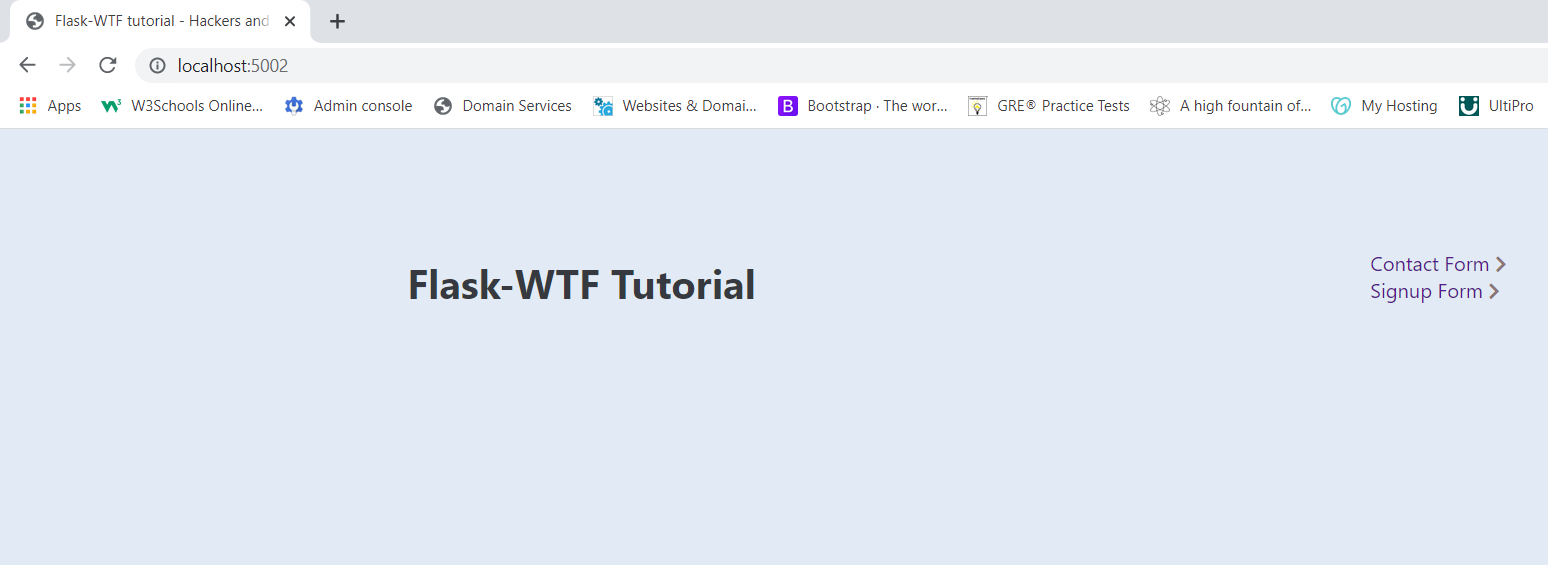 Flask-WTF tutorial - Hackers and
localhost:5002
Apps W3Schools Online... Admin console Domain Services Websites & Domai... Bootstrap · The wor... GRE® Practice Tests A high fountain of... My Hosting UltiPro
Flask-WTF Tutorial
Contact Form
Signup Form